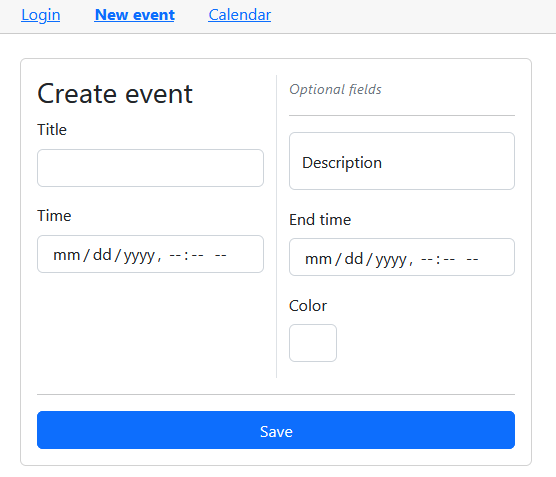 Login New event Calendar
Create event
Title
Time
mm/dd/yyyy, --:-- --
Optional fields
Description
End time
mm/dd/yyyy, --:-- --
Color
Save